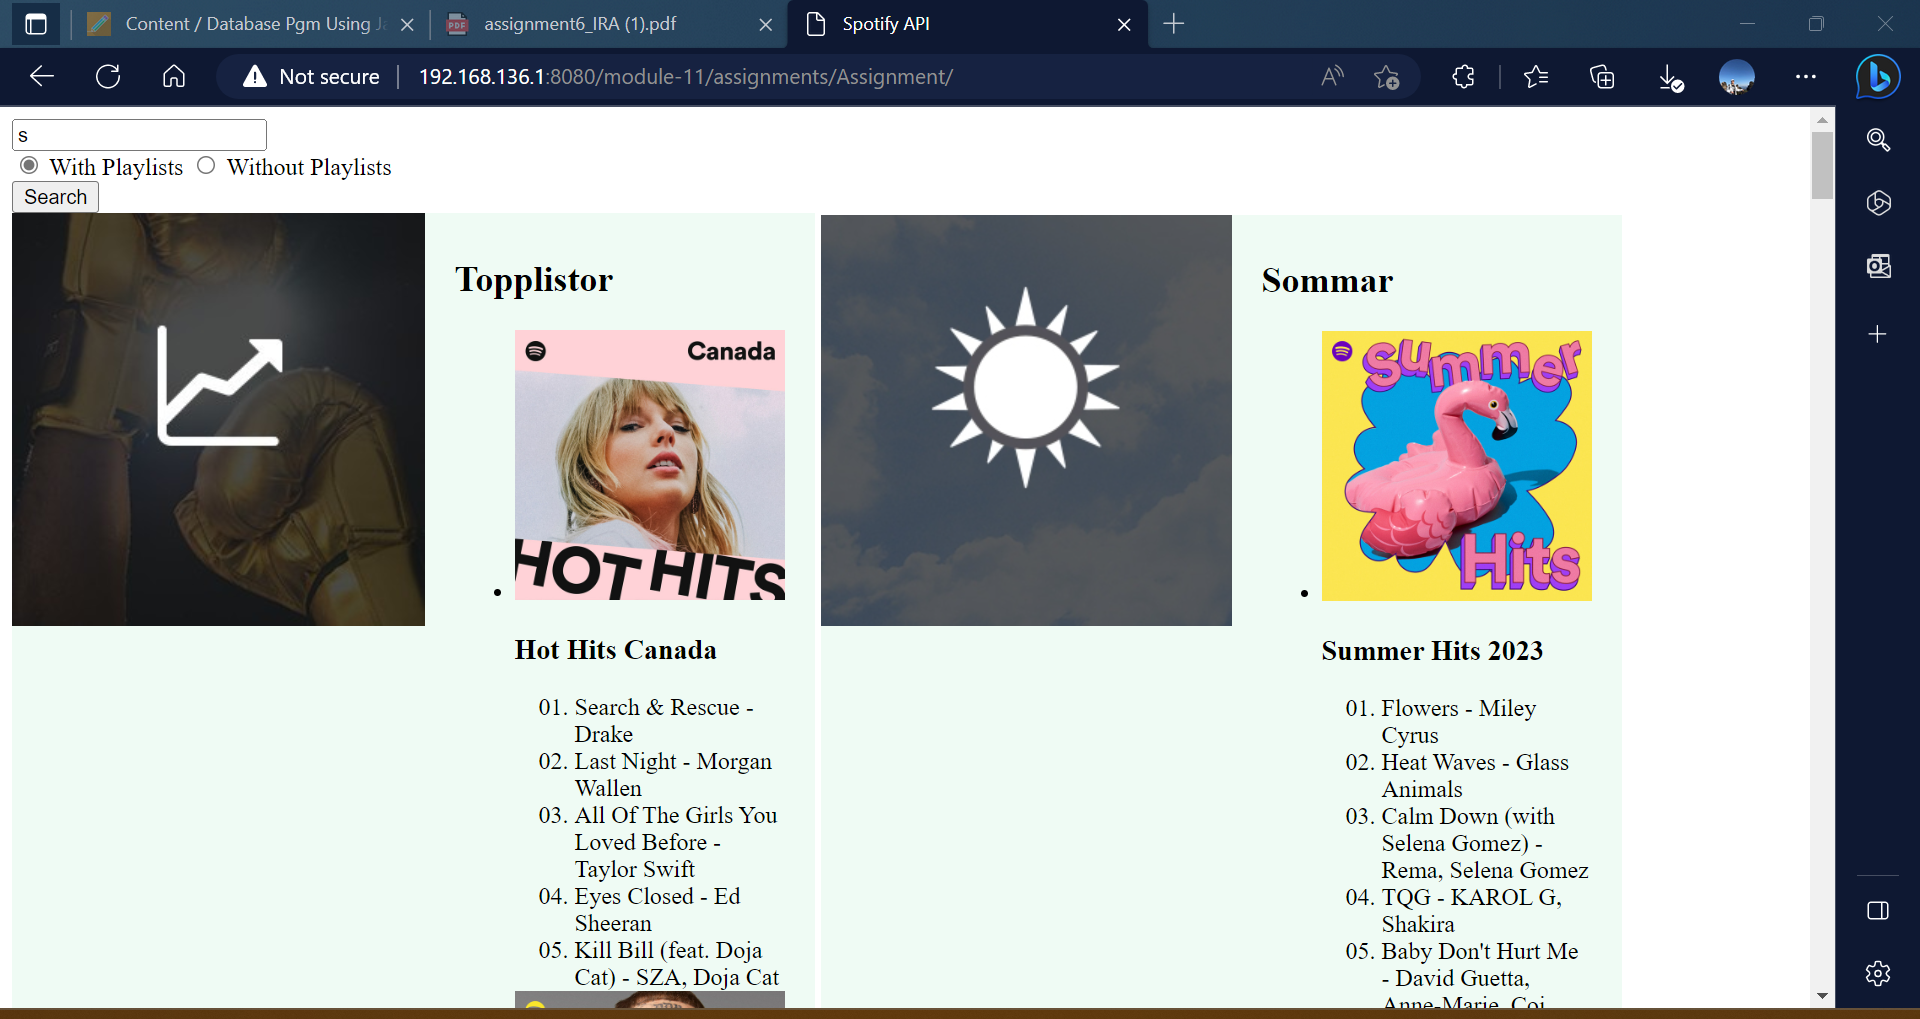 Content / Database Pgm Using Ja
assignment6_IRA (1).pdf
Spotify API
Not secure
192.168.136.1:8080/module-11/assignments/Assignment/
s
With Playlists
Without Playlists
Search
Topplistor
Canada
HOT HITS
Hot Hits Canada
01. Search & Rescue -
Drake
02. Last Night - Morgan
Wallen
03. All Of The Girls You
Loved Before -
Taylor Swift
04. Eyes Closed - Ed
Sheeran
05. Kill Bill (feat. Doja
Cat) - SZA, Doja Cat
Sommar
summer
Hits
Summer Hits 2023
01. Flowers - Miley
Cyrus
02. Heat Waves - Glass
Animals
03. Calm Down (with
Selena Gomez) -
Rema, Selena Gomez
04. TQG - KAROL G,
Shakira
05. Baby Don't Hurt Me
- David Guetta,
Anne-Marie, Coi